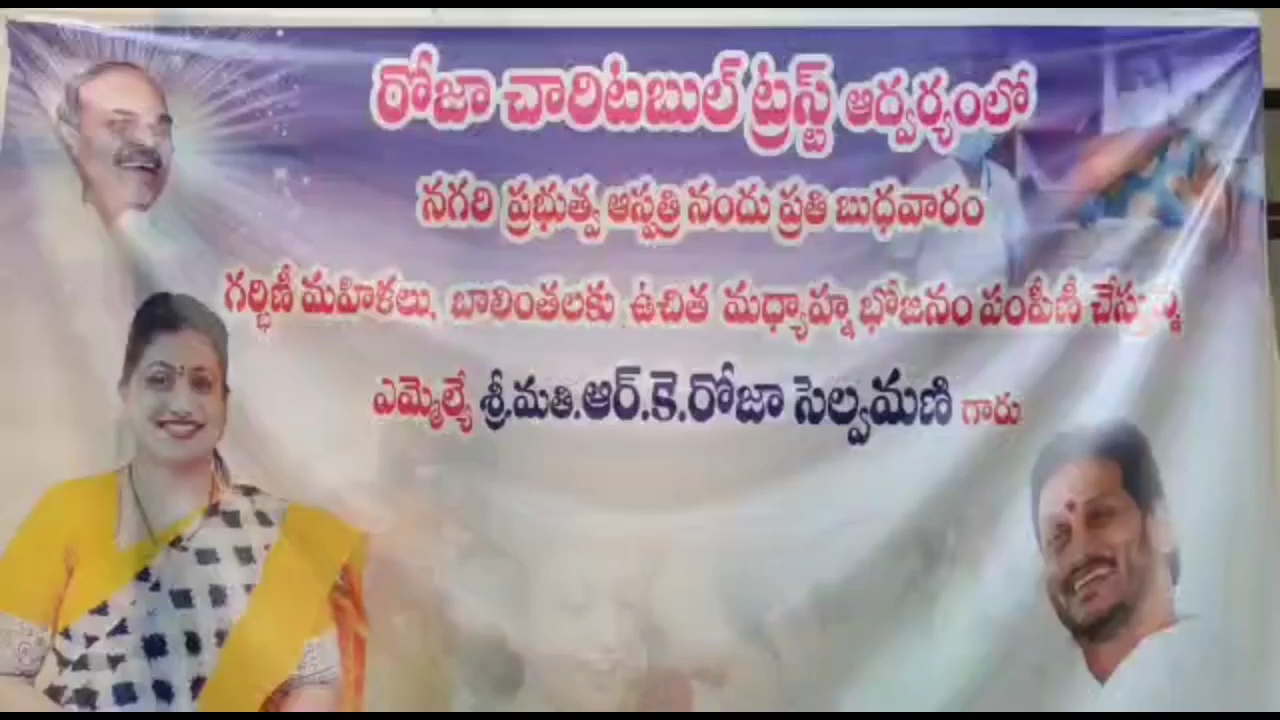 రోజా చారిటబుల్ ట్రస్ట్ ఆధ్వర్యంలో
నగరి ప్రభుత్వ ఆస్పత్రి నందు ప్రతి బుధవారం
గర్భిణీ మహిళలు, బాలింతలకు ఉచిత మధ్యాహ్న భోజనం పంపిణీ చేస్తున్న
ఎమ్మెల్యే శ్రీ.మతి.ఆర్.కె.రోజా సెల్వమణి గారు